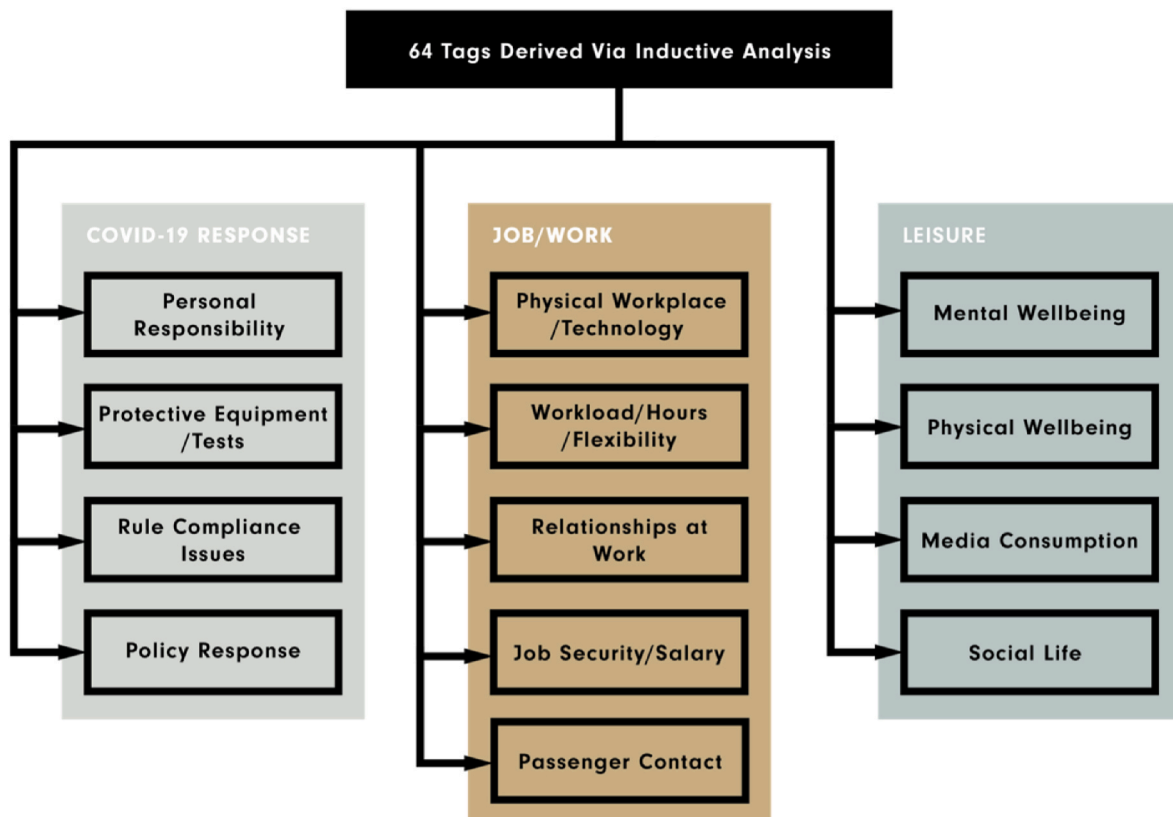 64 Tags Derived Via Inductive Analysis
COVID-19 RESPONSE
Personal
Responsibility
Protective Equipment
/Tests
Rule Compliance
Issues
Policy Response
JOB/WORK
Physical Workplace
/Technology
Workload/Hours
/Flexibility
Relationships at
Work
Job Security/Salary
Passenger Contact
LEISURE
Mental Wellbeing
Physical Wellbeing
Media Consumption
Social Life